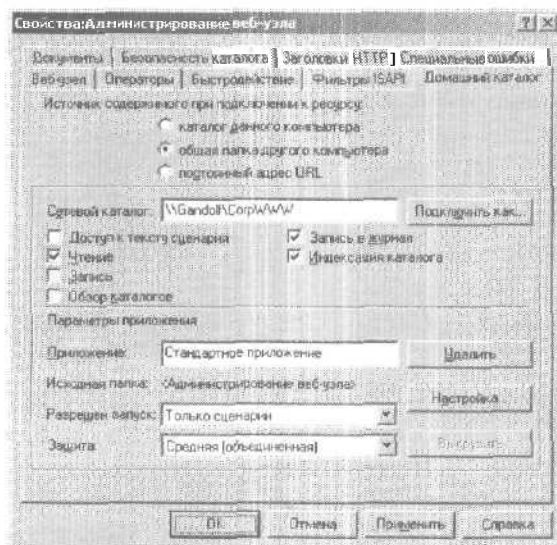 Свойства:Администрирование веб-узла
Документы Безопасность каталога Заголовки HTTP Специальные ошибки
Веб-узел Операторы Быстродействие Фильтры ISAPI Домашний каталог
Источник содержимого при подключении к ресурсу:
каталог данного компьютера
общая папка другого компьютера
постоянный адрес URL
Сетевой каталог: \\Gandolf\CorpWWW Подключить как...
Доступ к тексту сценария Запись в журнал
Чтение Индексация каталога
Запись
Обзор каталогов
Параметры приложения
Приложение: Стандартное приложение Удалить
Исходная папка: <Администрирование веб-узла>
Настройка...
Разрешен запуск: Только сценарии
Защита: Средняя (объединенная) Выгрузить
OK Отмена Применить Справка